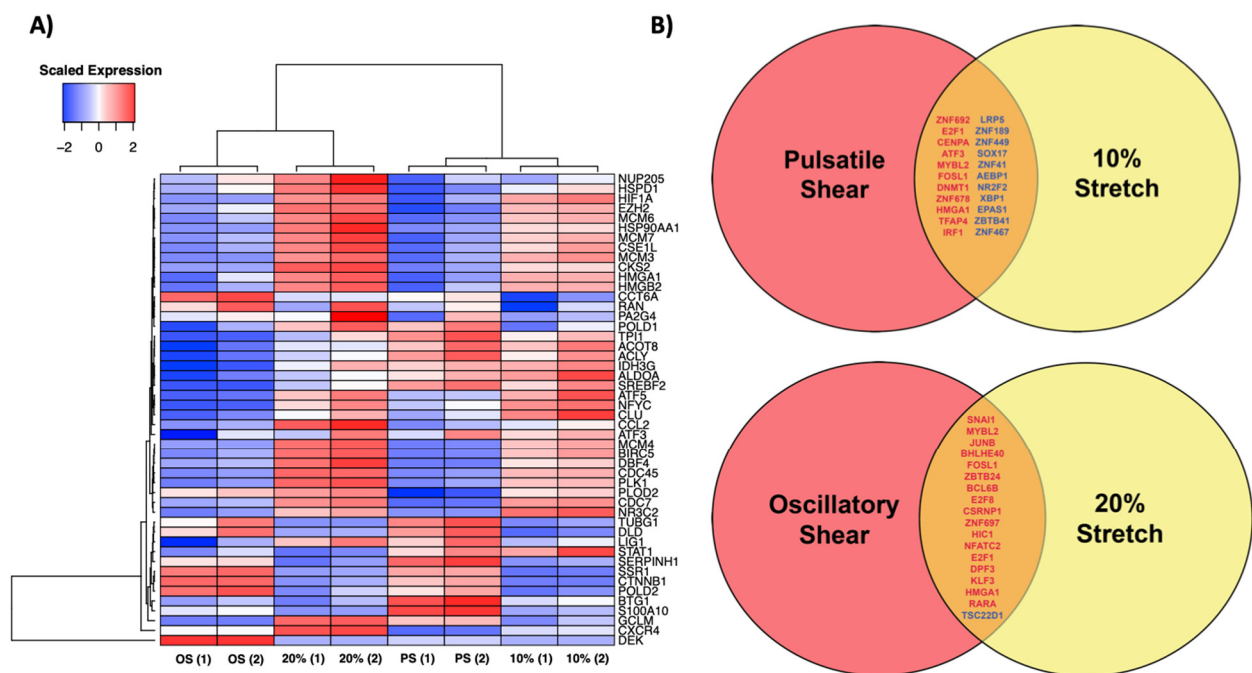 A)
Scaled Expression
−2 0 2
NUP205
HSPD1
HIF1A
EZH2
MCM6
HSP90AA1
MCM7
CSE1L
MCM3
CKS2
HMGA1
HMGB2
CCT6A
RAN
PA2G4
POLD1
TPI1
ACOT8
ACLY
IDH3G
ALDOA
SREBF2
ATF5
NFYC
CLU
CCL2
ATF3
MCM4
BIRC5
DBF4
CDC45
PLK1
PLOD2
CDC7
NR3C2
TUBG1
DLD
LIG1
STAT1
SERPINH1
SSR1
CTNNB1
POLD2
BTG1
S100A10
GCLM
CXCR4
DEK
OS (1) OS (2) 20% (1) 20% (2) PS (1) PS (2) 10% (1) 10% (2)
B)
Pulsatile
Shear
ZNF692 LRP5
E2F1 ZNF189
CENPA ZNF449
ATF3 SOX17
MYBL2 ZNF41
FOSL1 AEBP1
DNMT1 NR2F2
ZNF678 XBP1
HMGA1 EPAS1
TFAP4 ZBTB41
IRF1 ZNF467
10%
Stretch
Oscillatory
Shear
SNAI1
MYBL2
JUNB
BHLHE40
FOSL1
ZBTB24
BCL6B
E2F8
CSRNP1
ZNF697
HIC1
NFATC2
E2F1
DPF3
KLF3
HMGA1
RARA
TSC22D1
20%
Stretch